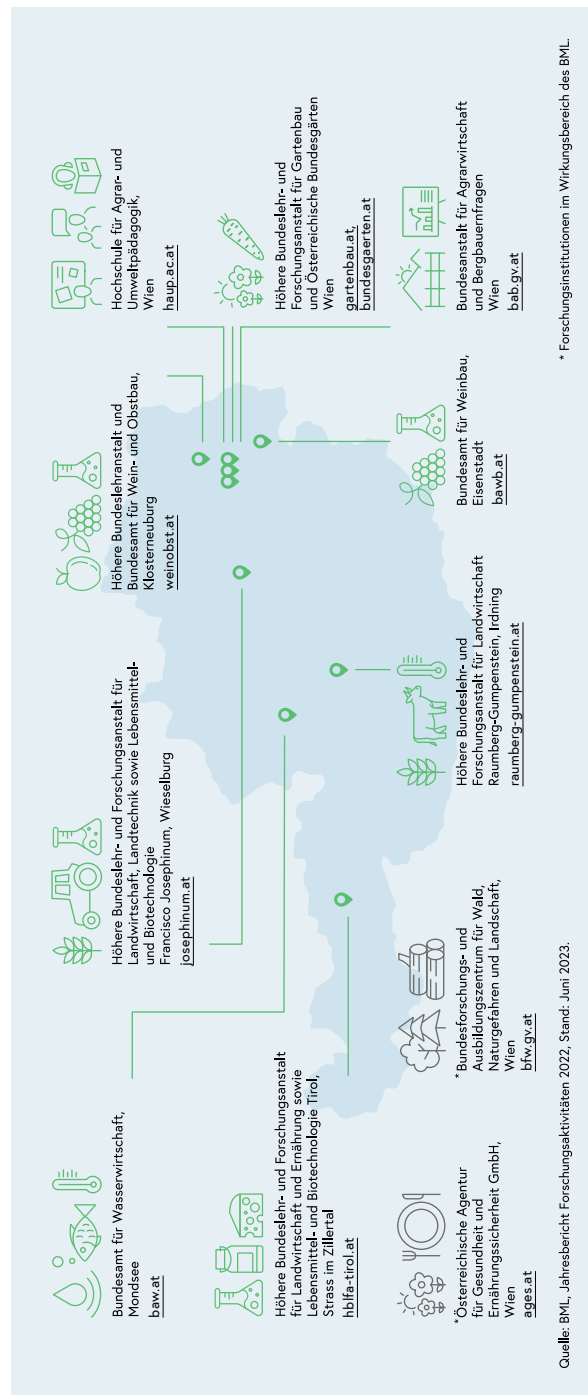 Bundesamt für Wasserwirtschaft,
Mondsee
baw.at
Höhere Bundeslehr- und Forschungsanstalt für
Landwirtschaft, Landtechnik sowie Lebensmittel-
und Biotechnologie
Francisco Josephinum, Wieselburg
josephinum.at
Höhere Bundeslehranstalt und
Bundesamt für Wein- und Obstbau,
Klosterneuburg
weinobst.at
Hochschule für Agrar- und
Umweltpädagogik,
Wien
haup.ac.at
Höhere Bundeslehr- und Forschungsanstalt
für Landwirtschaft und Ernährung sowie
Lebensmittel- und Biotechnologie Tirol,
Strass im Zillertal
hblfa-tirol.at
Höhere Bundeslehr- und
Forschungsanstalt für Gartenbau
und Österreichische Bundesgärten
Wien
gartenbau.at,
bundesgaerten.at
*Österreichische Agentur
für Gesundheit und
Ernährungssicherheit GmbH,
Wien
ages.at
*Bundesforschungs- und
Ausbildungszentrum für Wald,
Naturgefahren und Landschaft,
Wien
bfw.gv.at
Höhere Bundeslehr- und
Forschungsanstalt für Landwirtschaft
Raumberg-Gumpenstein, Irdning
raumberg-gumpenstein.at
Bundesamt für Weinbau,
Eisenstadt
bawb.at
Bundesanstalt für Agrarwirtschaft
und Bergbauernfragen
Wien
bab.gv.at
Quelle: BML, Jahresbericht Forschungsaktivitäten 2022, Stand: Juni 2023.
* Forschungsinstitutionen im Wirkungsbereich des BML.